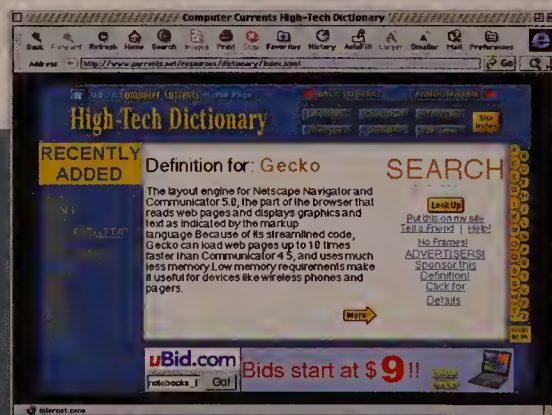 Computer Currents High-Tech Dictionary
Back Forward Refresh Home Search Images Print Stop Favorites History AutoFill Larger Smaller Mail Preferences
Address http://www.currents.net/resources/dictionary/index.html Go
High-Tech Dictionary
Site Index
RECENTLY ADDED
Definition for: Gecko
The layout engine for Netscape Navigator and
Communicator 5.0, the part of the browser that
reads web pages and displays graphics and
text as indicated by the markup
language Because of its streamlined code,
Gecko can load web pages up to 10 times
faster than Communicator 4.5, and uses much
less memory. Low memory requirements make
it useful for devices like wireless phones and
pagers.
More
SEARCH
Look Up
Put this on my site
Tell a Friend | Help!
No Frames!
ADVERTISERS!
Sponsor this
Definition!
Click for
Details
uBid.com
notebooks_l Go!
Bids start at $9!!
Internet zone